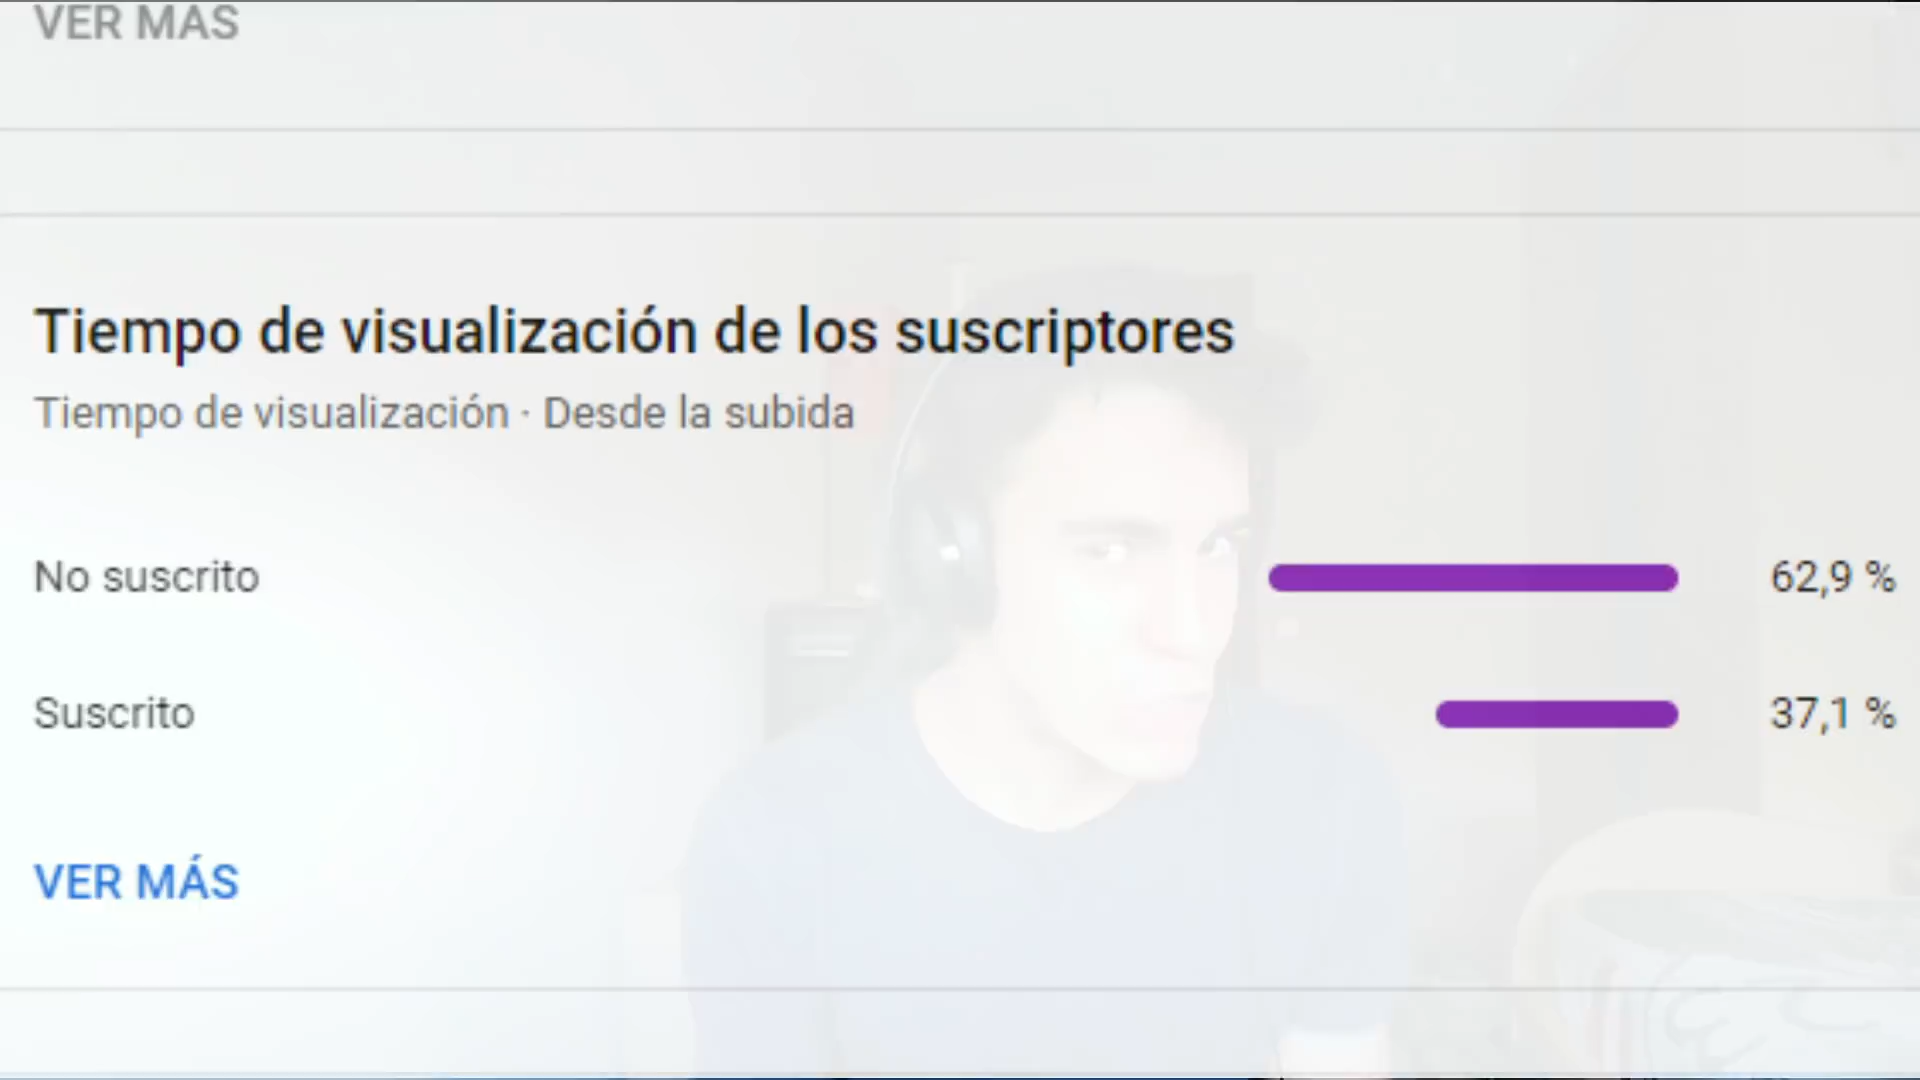 VER MÁS
Tiempo de visualización de los suscriptores
Tiempo de visualización · Desde la subida
No suscrito 62,9 %
Suscrito 37,1 %
VER MÁS